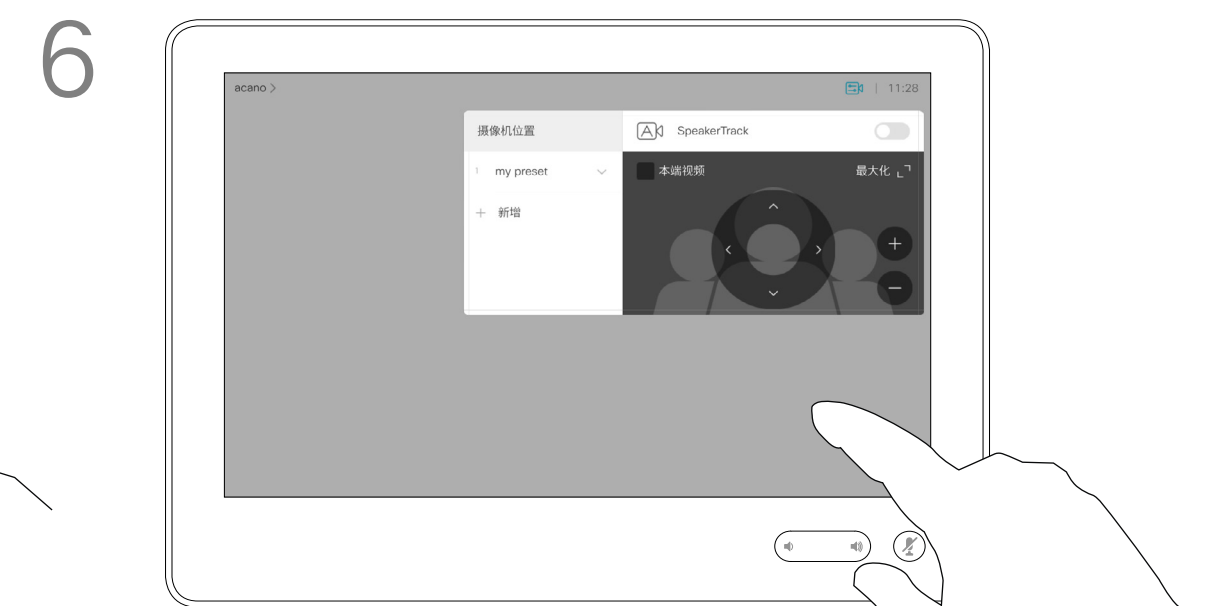 6
acano >
11:28
摄像机位置
SpeakerTrack
1 my preset
本端视频
最大化
+ 新增